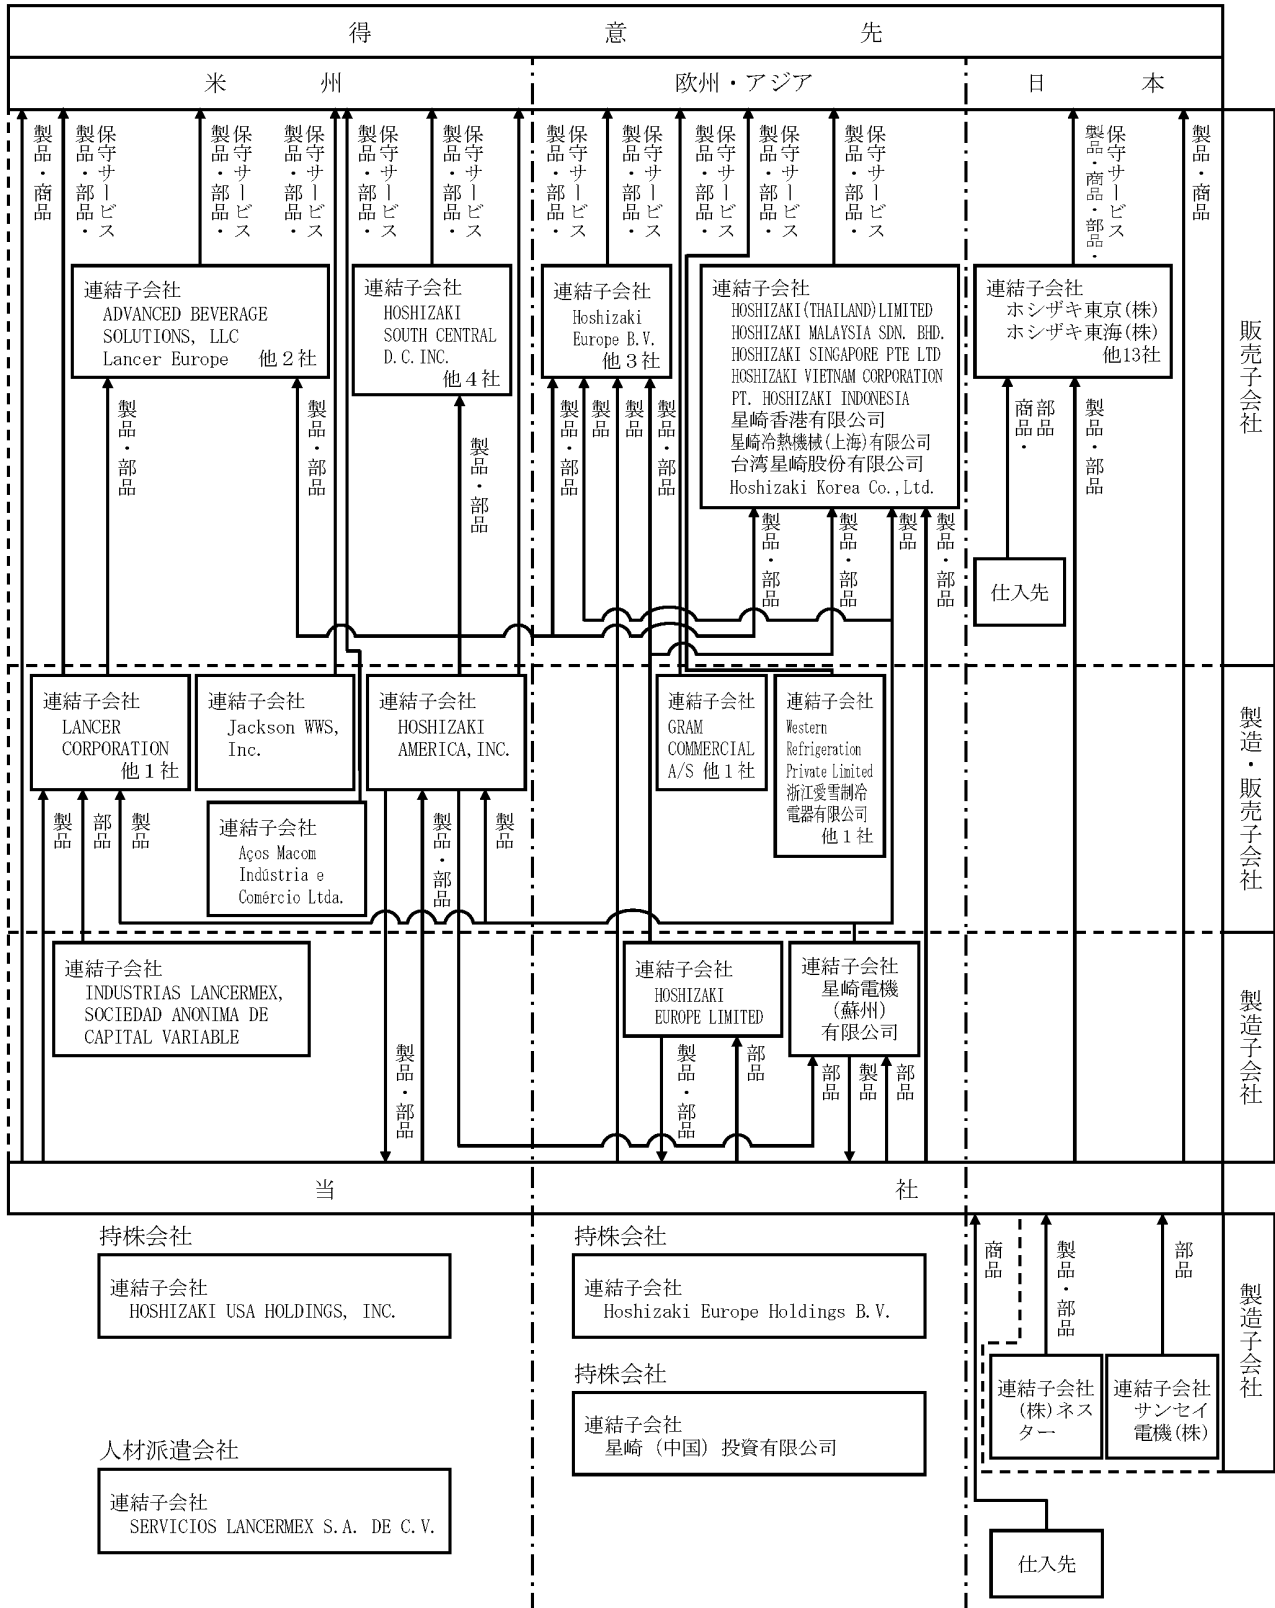 得意先
米州
欧州・アジア
日本
製品・商品
製品・部品・
保守サービス
製品・部品・
保守サービス
製品・部品・
保守サービス
製品・部品・
保守サービス
製品・部品・
保守サービス
製品・部品・
保守サービス
製品・部品・
保守サービス
製品・部品・
保守サービス
製品・部品・
保守サービス
製品・部品・
保守サービス
製品・商品・部品・
保守サービス
製品・商品
販売子会社
連結子会社
ADVANCED BEVERAGE
SOLUTIONS, LLC
Lancer Europe 他２社
連結子会社
HOSHIZAKI
SOUTH CENTRAL
D.C.INC.
他４社
連結子会社
Hoshizaki
Europe B.V.
他３社
連結子会社
HOSHIZAKI(THAILAND)LIMITED
HOSHIZAKI MALAYSIA SDN. BHD.
HOSHIZAKI SINGAPORE PTE LTD
HOSHIZAKI VIETNAM CORPORATION
PT. HOSHIZAKI INDONESIA
星崎香港有限公司
星崎冷熱機械(上海)有限公司
台湾星崎股份有限公司
Hoshizaki Korea Co.,Ltd.
連結子会社
ホシザキ東京(株)
ホシザキ東海(株)
他13社
製品・部品
製品・部品
製品・部品
製品・部品
製品
製品
製品・部品
商品・
部品
製品・部品
製品・部品
製品・部品
製品
製品・部品
仕入先
製造・販売子会社
連結子会社
LANCER
CORPORATION
他１社
連結子会社
Jackson WWS,
Inc.
連結子会社
HOSHIZAKI
AMERICA, INC.
連結子会社
GRAM
COMMERCIAL
A/S 他１社
連結子会社
Western
Refrigeration
Private Limited
浙江愛雪制冷
電器有限公司
他１社
製品
部品
製品
連結子会社
Aços Macom
Indústria e
Comércio Ltda.
製品・部品
製品
製造子会社
連結子会社
INDUSTRIAS LANCERMEX,
SOCIEDAD ANONIMA DE
CAPITAL VARIABLE
連結子会社
HOSHIZAKI
EUROPE LIMITED
連結子会社
星崎電機
(蘇州)
有限公司
製品・部品
製品・部品
部品
部品
製品
部品
当社
持株会社
連結子会社
HOSHIZAKI USA HOLDINGS, INC.
持株会社
連結子会社
Hoshizaki Europe Holdings B.V.
持株会社
連結子会社
星崎（中国）投資有限公司
人材派遣会社
連結子会社
SERVICIOS LANCERMEX S.A. DE C.V.
商品
製品・部品
部品
製造子会社
連結子会社
(株)ネス
ター
連結子会社
サンセイ
電機(株)
仕入先